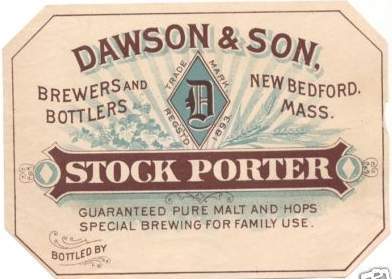 DAWSON & SON,
BREWERS AND
BOTTLERS
TRADE MARK
D
REGSTD 1893
NEW BEDFORD,
MASS.
STOCK PORTER
GUARANTEED PURE MALT AND HOPS
SPECIAL BREWING FOR FAMILY USE.
BOTTLED BY